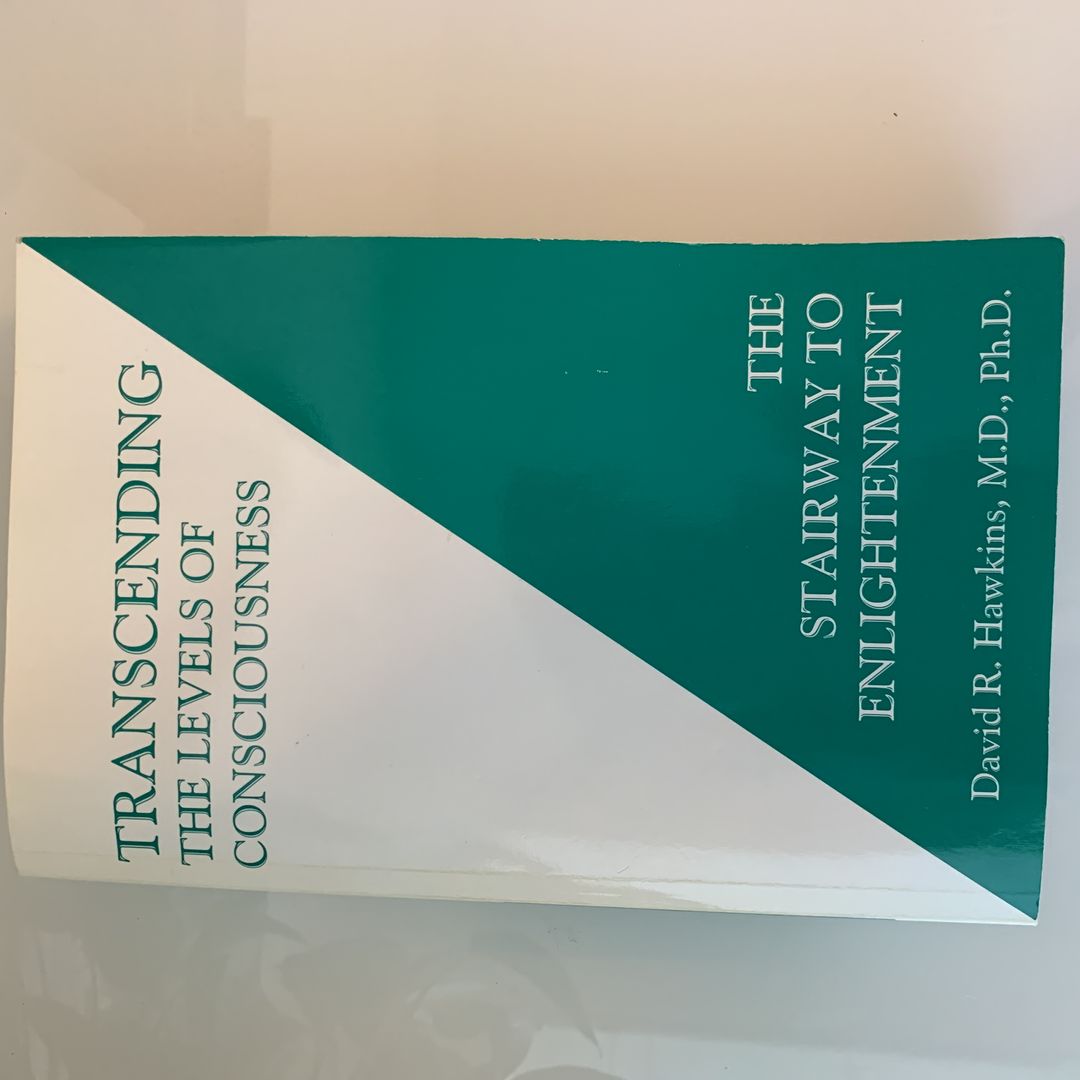 TRANSCENDING
THE LEVELS OF
CONSCIOUSNESS
THE
STAIRWAY TO
ENLIGHTENMENT
David R. Hawkins, M.D., Ph.D.